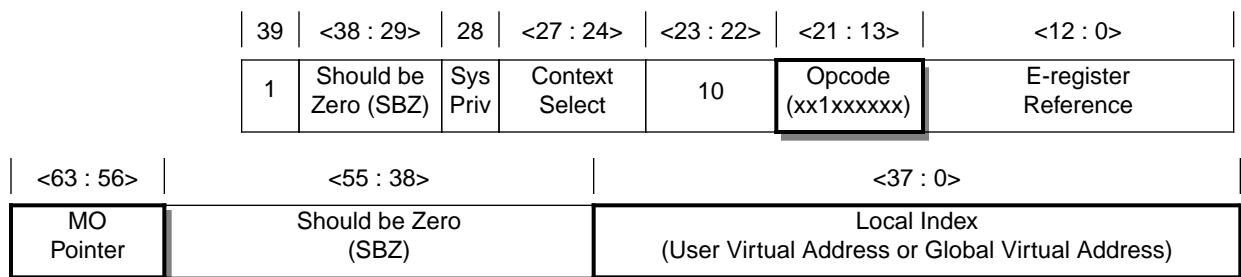 39 <38 : 29> 28 <27 : 24> <23 : 22> <21 : 13> <12 : 0>
1 Should be Zero (SBZ) Sys Priv Context Select 10 Opcode (xx1xxxxxx) E-register Reference
<63 : 56> <55 : 38> <37 : 0>
MO Pointer Should be Zero (SBZ) Local Index (User Virtual Address or Global Virtual Address)